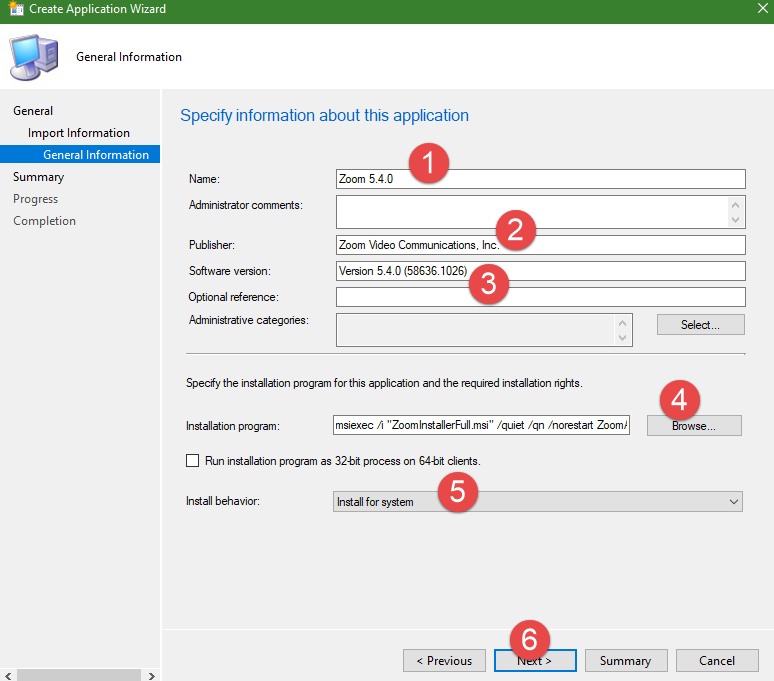 Create Application Wizard
General Information
General
Import Information
General Information
Summary
Progress
Completion
Specify information about this application
1
Name: Zoom 5.4.0
Administrator comments:
2
Publisher: Zoom Video Communications, Inc.
Software version: Version 5.4.0 (58636.1026)
3
Optional reference:
Administrative categories: Select...
Specify the installation program for this application and the required installation rights.
4
Installation program: msiexec /i "ZoomInstallerFull.msi" /quiet /qn /norestart ZoomA Browse...
Run installation program as 32-bit process on 64-bit clients.
5
Install behavior: Install for system
6
< Previous Next > Summary Cancel